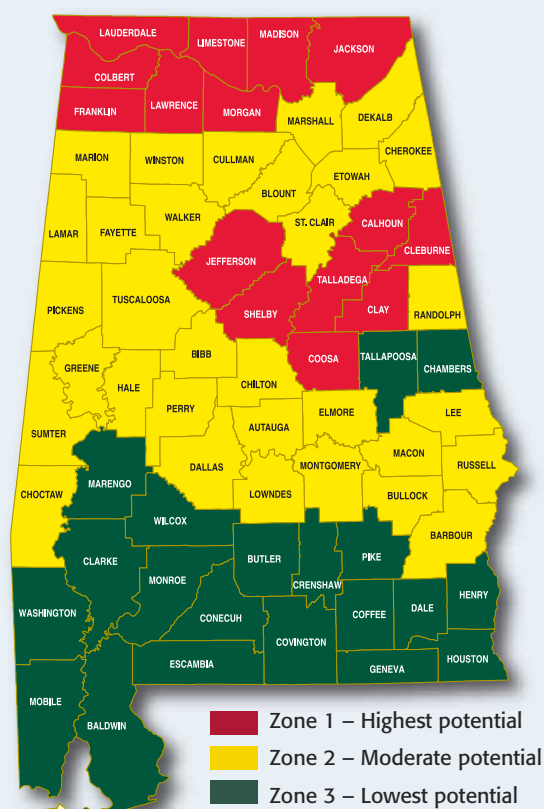 LAUDERDALE
LIMESTONE
MADISON
JACKSON
COLBERT
FRANKLIN
LAWRENCE
MORGAN
MARSHALL
DEKALB
CHEROKEE
MARION
WINSTON
CULLMAN
BLOUNT
ETOWAH
LAMAR
FAYETTE
WALKER
ST. CLAIR
CALHOUN
CLEBURNE
JEFFERSON
TALLADEGA
PICKENS
TUSCALOOSA
SHELBY
CLAY
RANDOLPH
GREENE
HALE
BIBB
CHILTON
COOSA
TALLAPOOSA
CHAMBERS
SUMTER
PERRY
AUTAUGA
ELMORE
LEE
CHOCTAW
MARENGO
DALLAS
LOWNDES
MONTGOMERY
MACON
RUSSELL
BULLOCK
WILCOX
BARBOUR
CLARKE
MONROE
BUTLER
CRENSHAW
PIKE
WASHINGTON
CONECUH
COVINGTON
COFFEE
DALE
HENRY
ESCAMBIA
GENEVA
HOUSTON
MOBILE
BALDWIN
Zone 1 – Highest potential
Zone 2 – Moderate potential
Zone 3 – Lowest potential